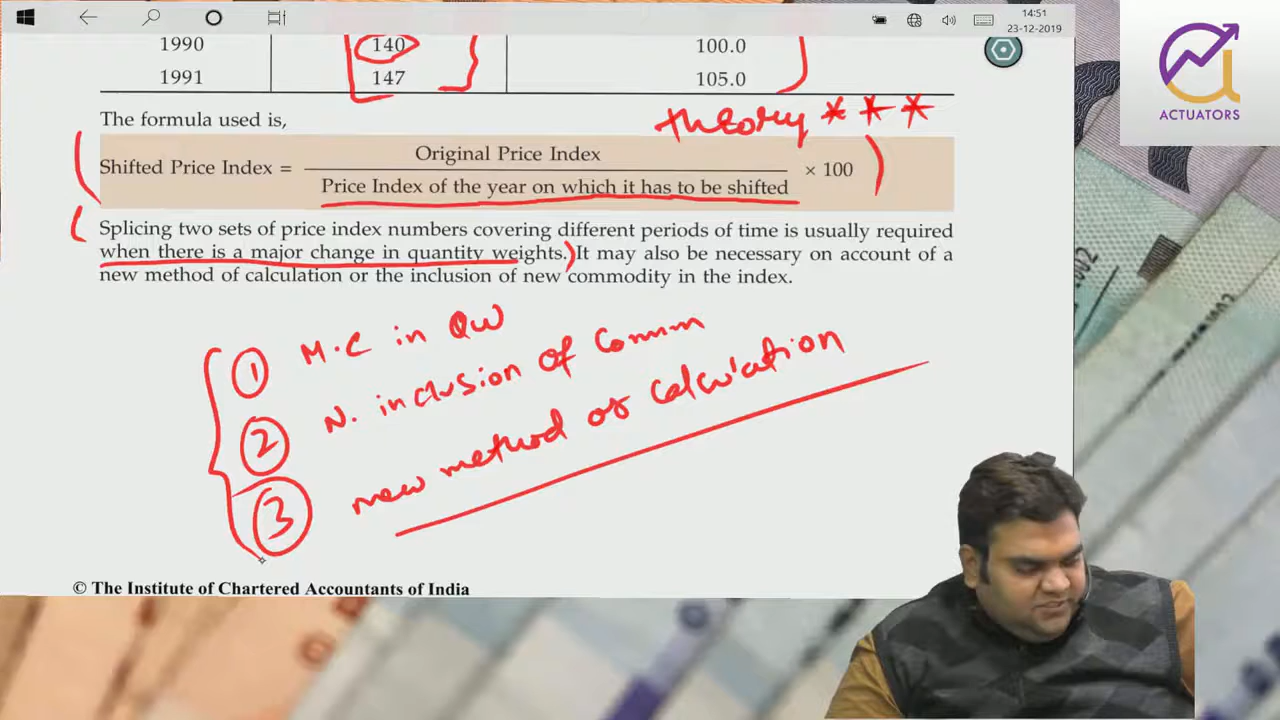 14:51
23-12-2019
ACTUATORS
1990 140 100.0
1991 147 105.0
The formula used is,
theory ***
Shifted Price Index = Original Price Index / Price Index of the year on which it has to be shifted × 100
Splicing two sets of price index numbers covering different periods of time is usually required
when there is a major change in quantity weights. It may also be necessary on account of a
new method of calculation or the inclusion of new commodity in the index.
1 M.C in QW
2 N. inclusion of Comm
3 new method of calculation
© The Institute of Chartered Accountants of India